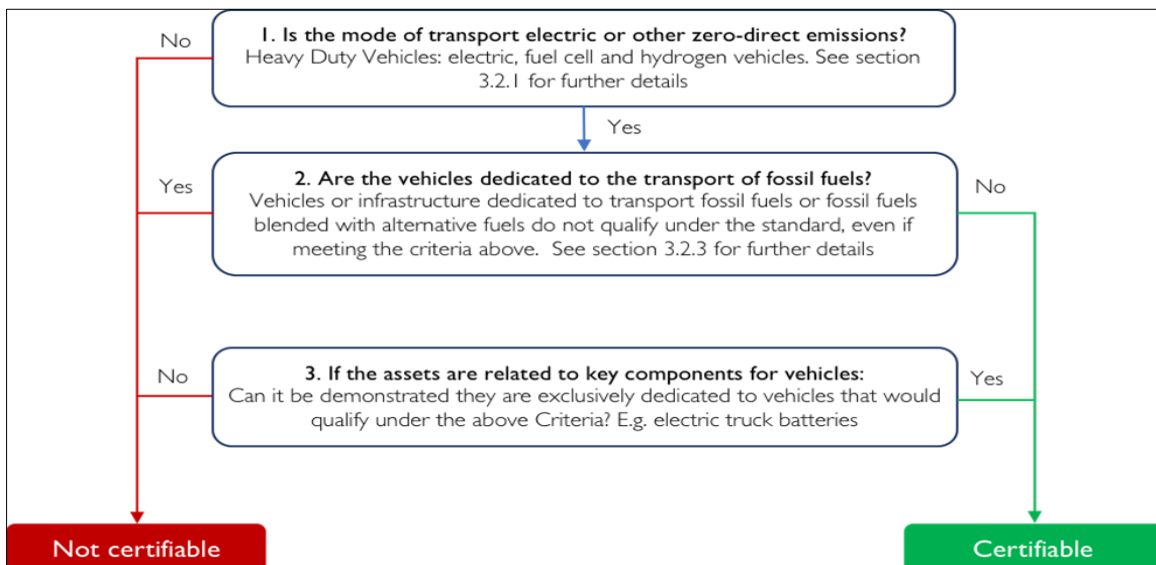 No
1. Is the mode of transport electric or other zero-direct emissions?
Heavy Duty Vehicles: electric, fuel cell and hydrogen vehicles. See section
3.2.1 for further details
Yes
Yes
2. Are the vehicles dedicated to the transport of fossil fuels?
No
Vehicles or infrastructure dedicated to transport fossil fuels or fossil fuels
blended with alternative fuels do not qualify under the standard, even if
meeting the criteria above.  See section 3.2.3 for further details
No
3. If the assets are related to key components for vehicles:
Yes
Can it be demonstrated they are exclusively dedicated to vehicles that would
qualify under the above Criteria? E.g. electric truck batteries
Not certifiable
Certifiable